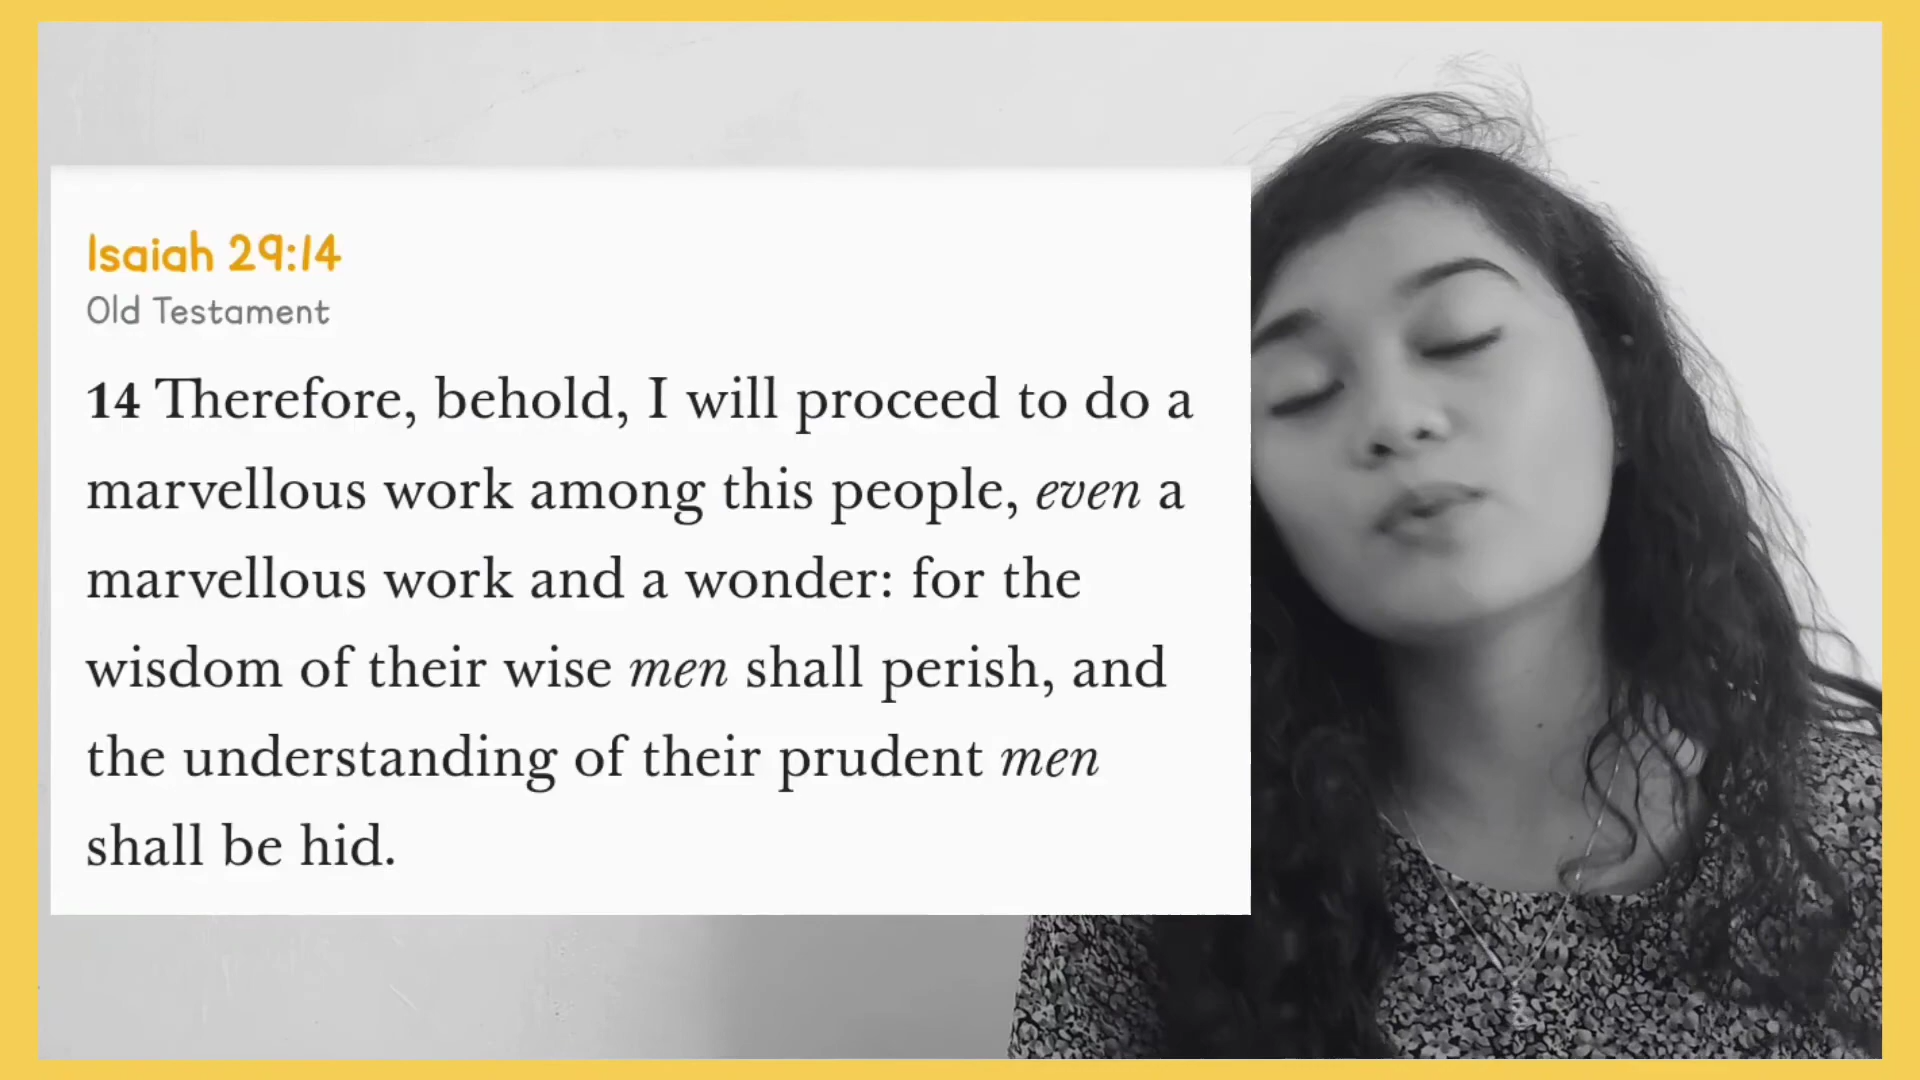 Isaiah 29:14
Old Testament
14 Therefore, behold, I will proceed to do a
marvellous work among this people, even a
marvellous work and a wonder: for the
wisdom of their wise men shall perish, and
the understanding of their prudent men
shall be hid.